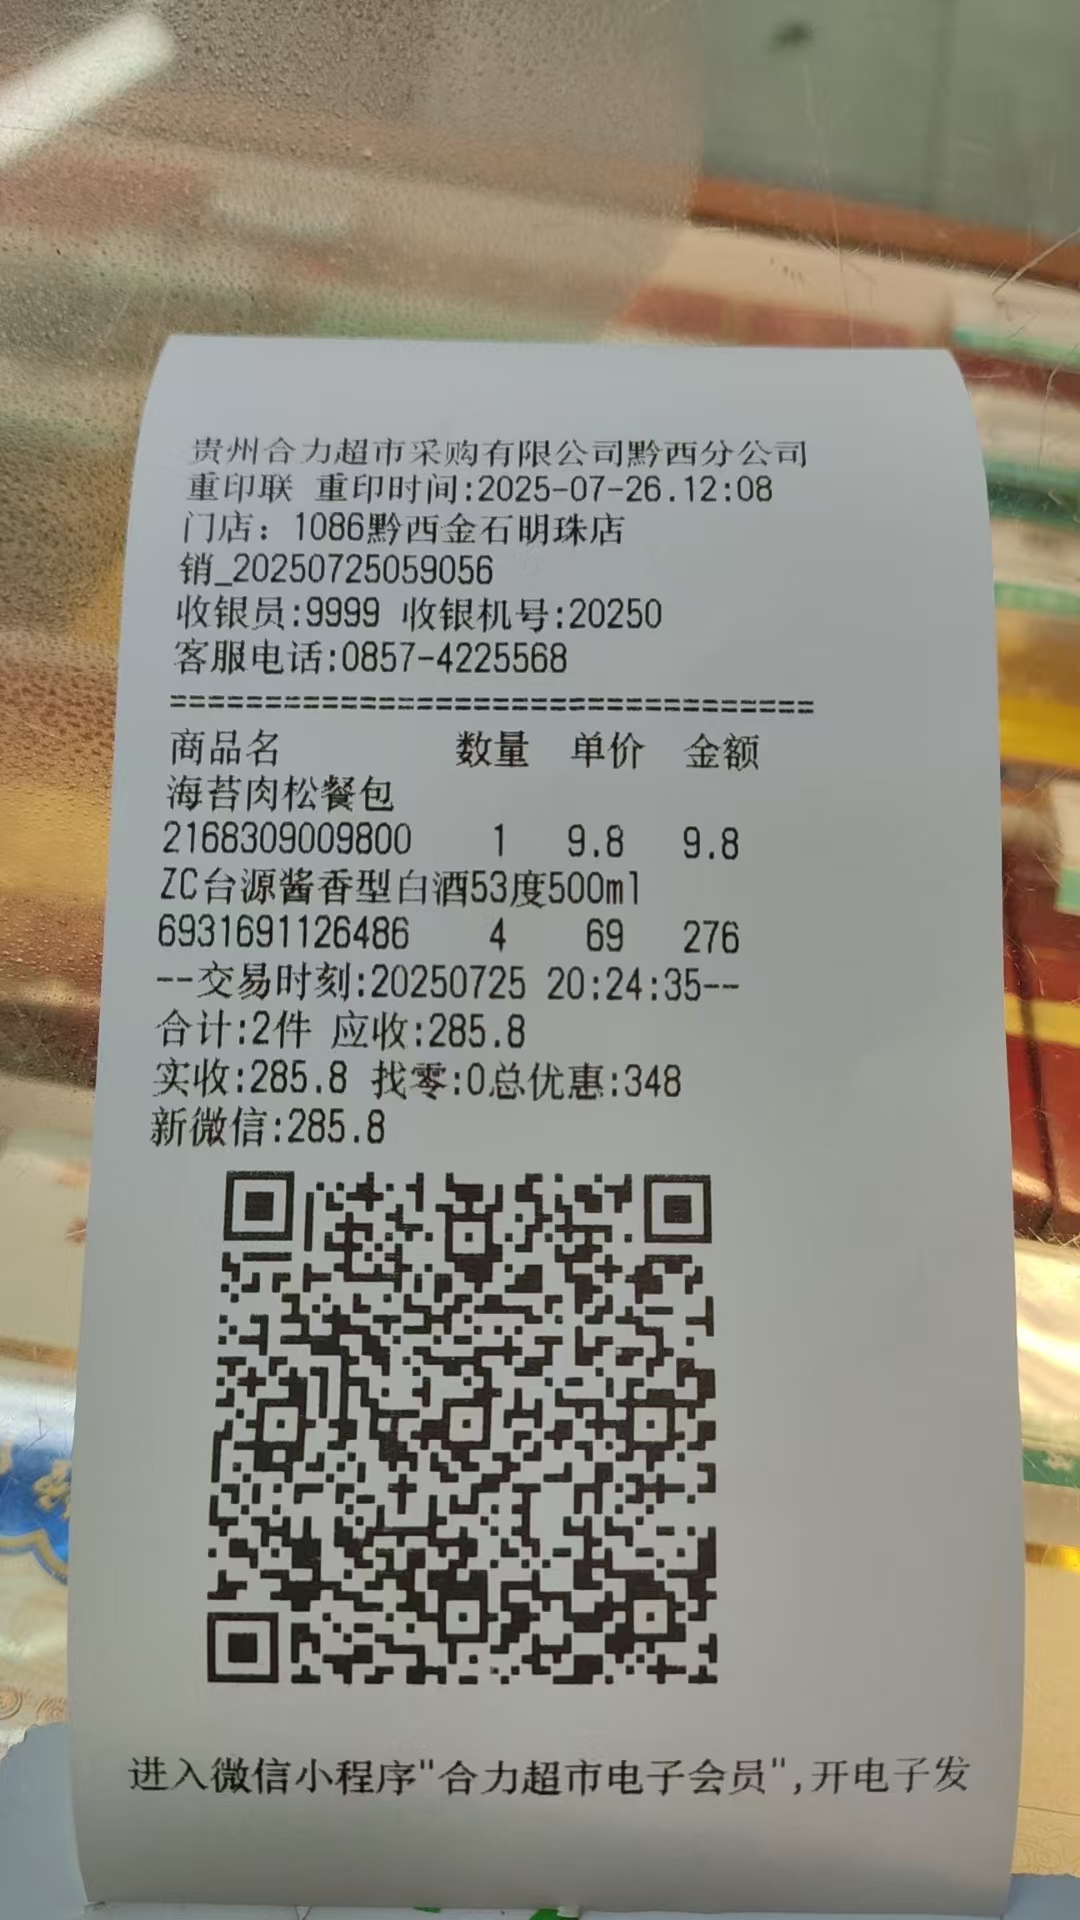 贵州合力超市采购有限公司黔西分公司
重印联 重印时间:2025-07-26.12:08
门店：1086黔西金石明珠店
销_20250725059056
收银员:9999 收银机号:20250
客服电话:0857-4225568
==================================
商品名 数量 单价 金额
海苔肉松餐包
2168309009800 1 9.8 9.8
ZC台源酱香型白酒53度500ml
6931691126486 4 69 276
--交易时刻:20250725 20:24:35--
合计:2件 应收:285.8
实收:285.8 找零:0总优惠:348
新微信:285.8
进入微信小程序"合力超市电子会员",开电子发